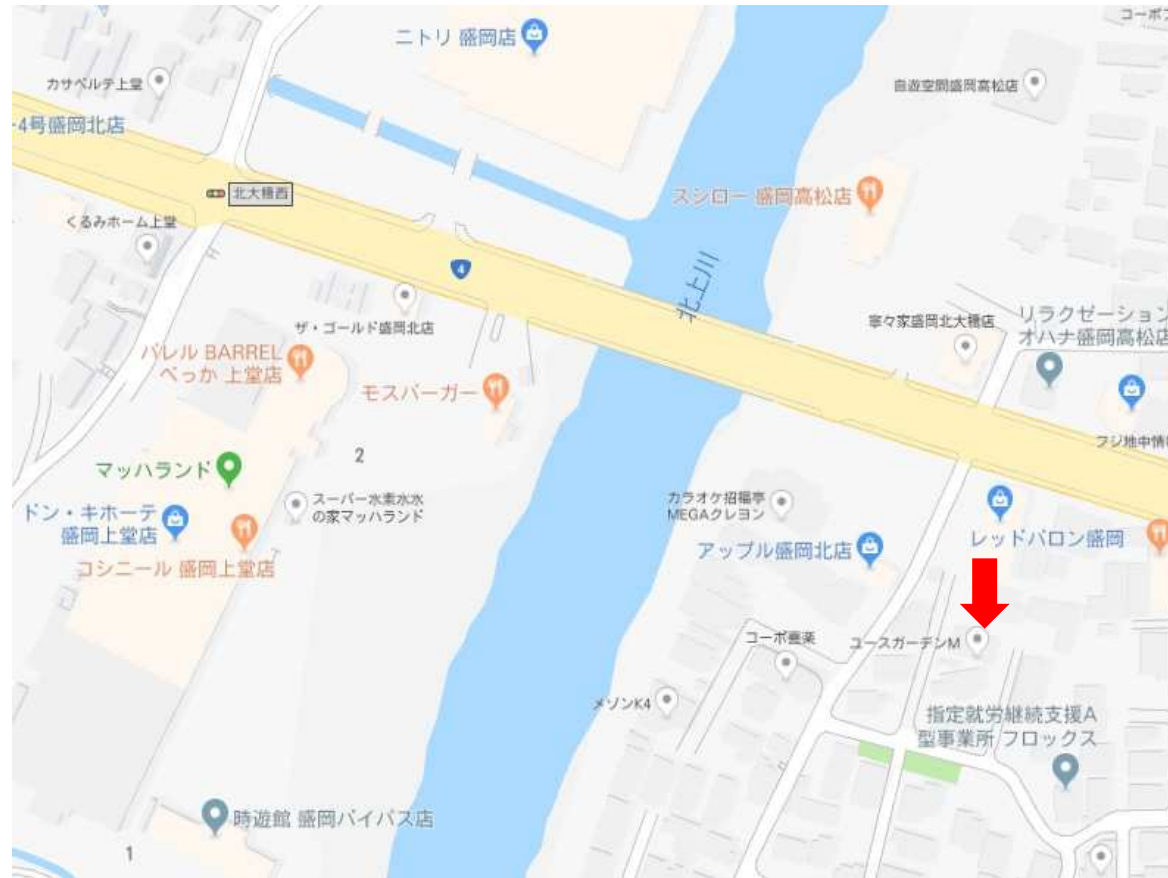 コーポフ
ニトリ 盛岡店
カサベルテ上堂
自遊空間盛岡高松店
-4号盛岡北店
北大橋西
スシロー 盛岡高松店
くるみホーム上堂
4
北上川
ザ・ゴールド盛岡北店
寧々家盛岡北大橋店
リラクゼーション
オハナ盛岡高松店
バレル BARREL
べっか 上堂店
モスバーガー
フジ地中情報
2
マッハランド
スーパー水素水水
の家マッハランド
カラオケ招福亭
MEGAクレヨン
ドン・キホーテ
盛岡上堂店
アップル盛岡北店
レッドバロン盛岡
コシニール 盛岡上堂店
コーポ喜楽
ユースガーデンM
メゾンK4
指定就労継続支援A
型事業所 フロックス
時遊館 盛岡バイパス店
1